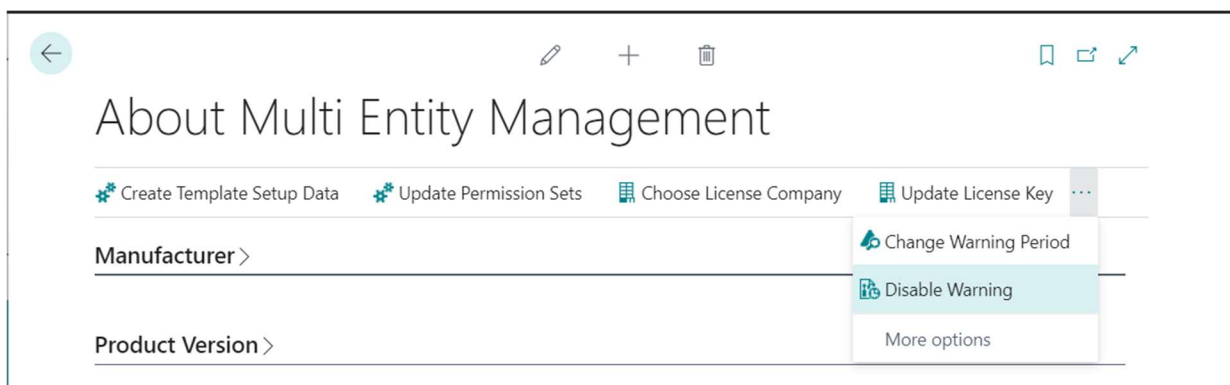 About Multi Entity Management
Create Template Setup Data Update Permission Sets Choose License Company Update License Key ...
Change Warning Period
Manufacturer
Disable Warning
Product Version
More options